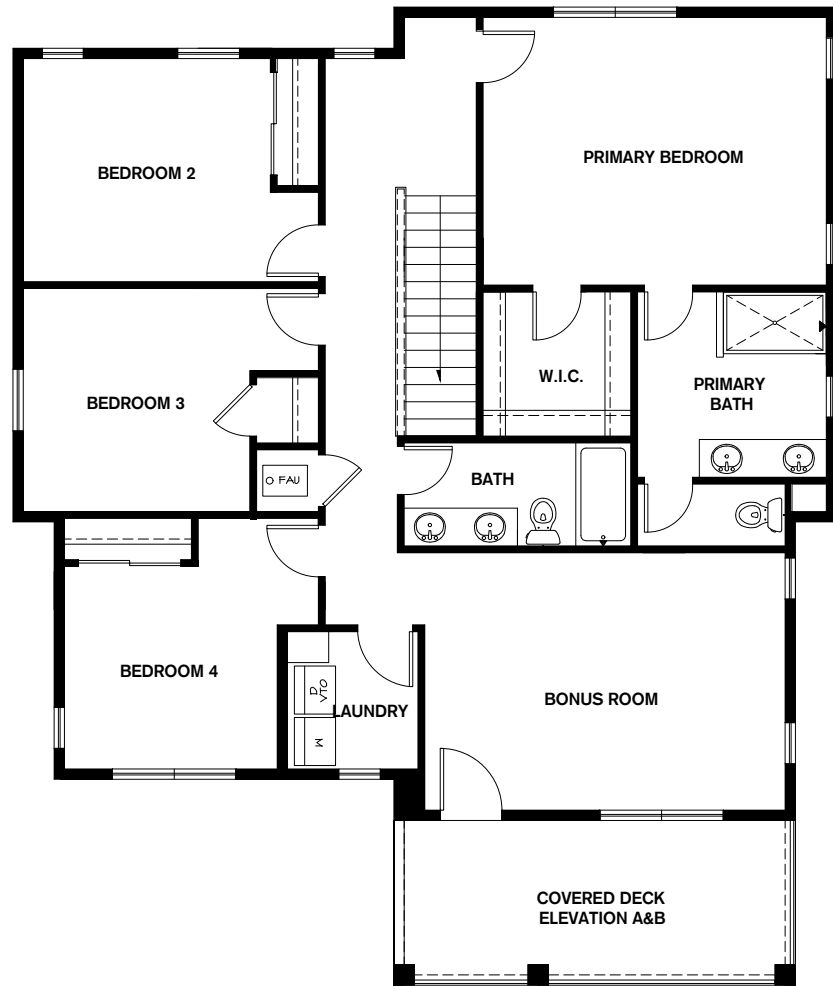 PRIMARY BEDROOM
BEDROOM 2
W.I.C.
PRIMARY
BATH
BEDROOM 3
BATH
FAU
BEDROOM 4
D
VTO
LAUNDRY
W
BONUS ROOM
COVERED DECK
ELEVATION A&B